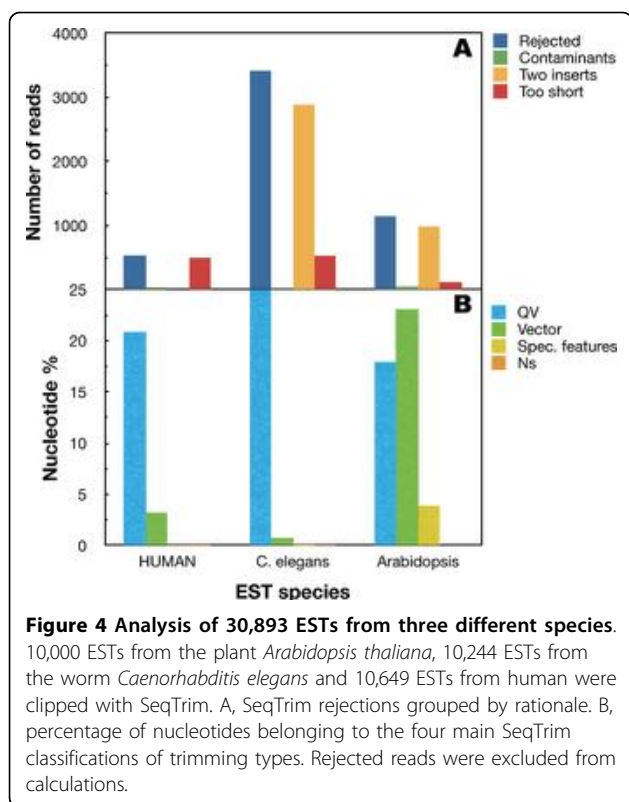 4000
3000
2000
1000
Number of reads
A
Rejected
Contaminants
Two inserts
Too short
25
20
15
10
5
0
Nucleotide %
B
QV
Vector
Spec. features
Ns
HUMAN
C. elegans
Arabidopsis
EST species
Figure 4 Analysis of 30,893 ESTs from three different species.
10,000 ESTs from the plant Arabidopsis thaliana, 10,244 ESTs from
the worm Caenorhabditis elegans and 10,649 ESTs from human were
clipped with SeqTrim. A, SeqTrim rejections grouped by rationale. B,
percentage of nucleotides belonging to the four main SeqTrim
classifications of trimming types. Rejected reads were excluded from
calculations.